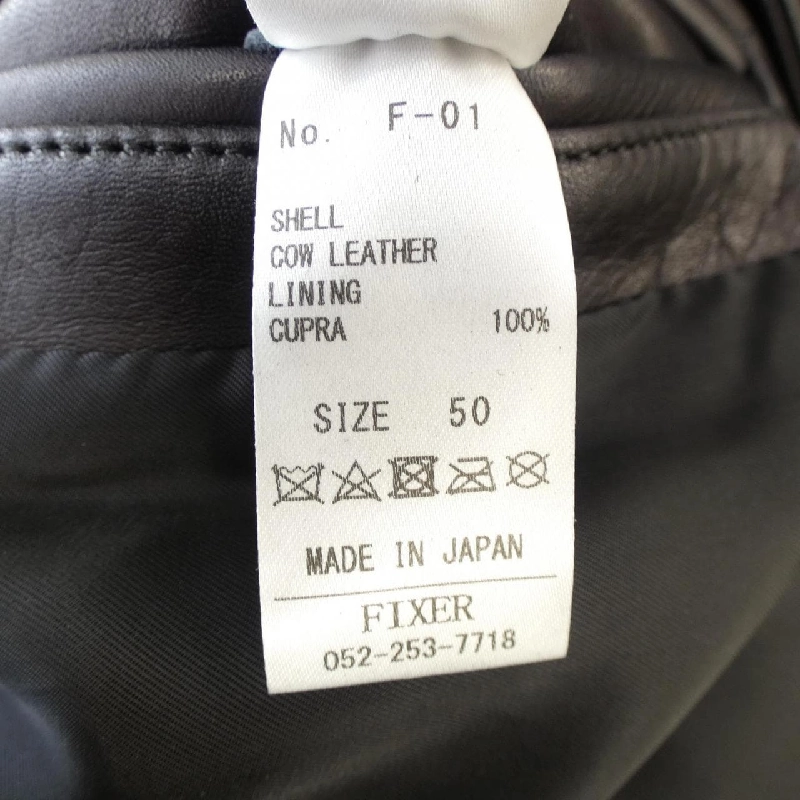 No. F-01
SHELL
COW LEATHER
LINING
CUPRA 100%
SIZE 50
MADE IN JAPAN
FIXER
052-253-7718